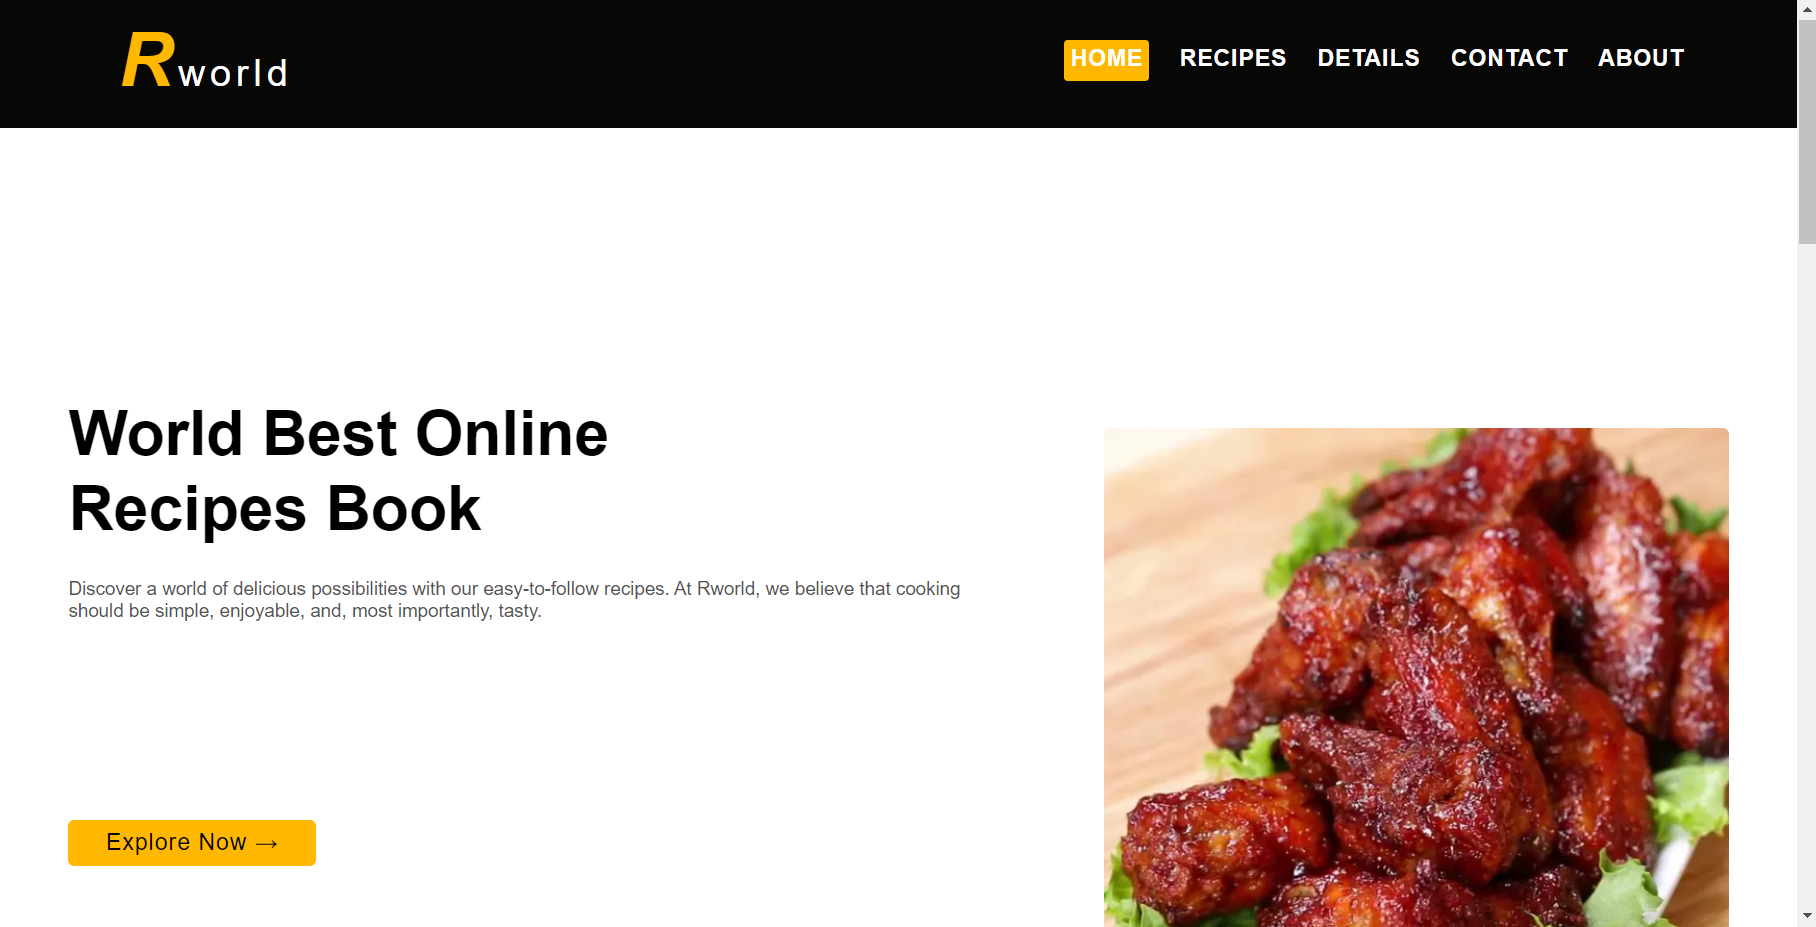 Rworld
HOME RECIPES DETAILS CONTACT ABOUT
World Best Online
Recipes Book
Discover a world of delicious possibilities with our easy-to-follow recipes. At Rworld, we believe that cooking
should be simple, enjoyable, and, most importantly, tasty.
Explore Now →